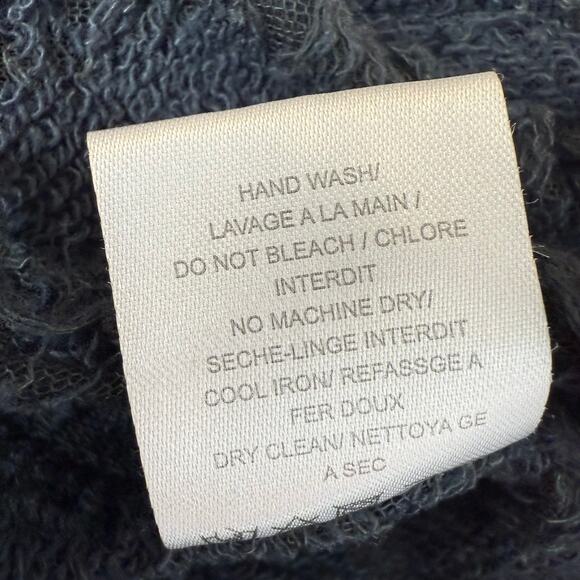 HAND WASH/
LAVAGE A LA MAIN /
DO NOT BLEACH / CHLORE
INTERDIT
NO MACHINE DRY/
SECHE-LINGE INTERDIT
COOL IRON/ REFASSGE A
FER DOUX
DRY CLEAN/ NETTOYA GE
A SEC